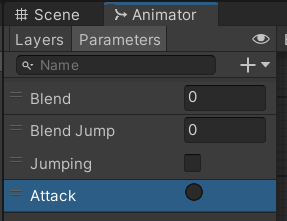 Scene Animator
Layers Parameters
Name
Blend 0
Blend Jump 0
Jumping
Attack